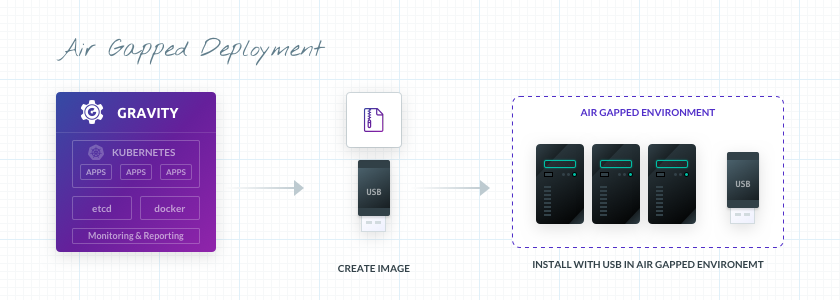 Air Gapped Deployment
GRAVITY
KUBERNETES
APPS APPS APPS
etcd docker
Monitoring & Reporting
USB
CREATE IMAGE
AIR GAPPED ENVIRONMENT
USB
INSTALL WITH USB IN AIR GAPPED ENVIRONEMT